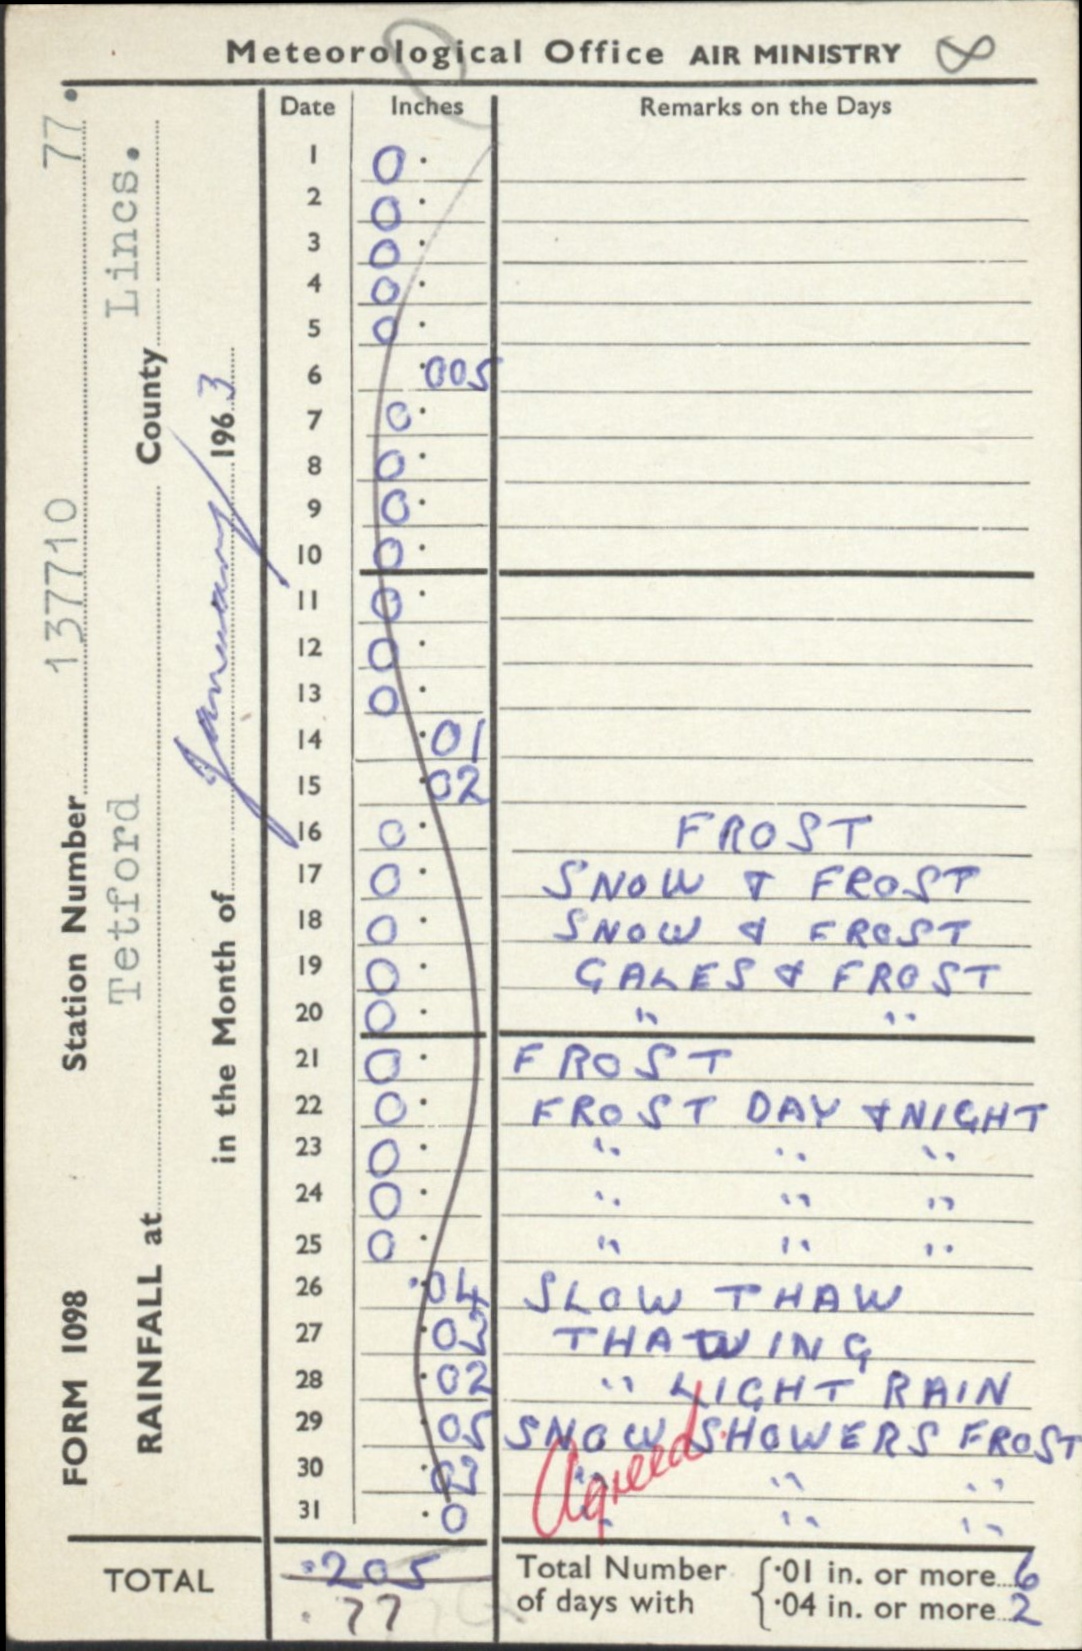 Meteorological Office AIR MINISTRY 8
FORM 1098 Station Number 137710 77.
RAINFALL at Tetford County Lincs.
in the Month of January 1963
Date Inches Remarks on the Days
1 0 ·
2 0 ·
3 0 ·
4 0 ·
5 0 ·
6 ·005
7 0 ·
8 0 ·
9 0 ·
10 0 ·
11 0 ·
12 0 ·
13 0 ·
14 ·01
15 ·02
16 0 · FROST
17 0 · SNOW & FROST
18 0 · SNOW & FROST
19 0 · GALES & FROST
20 0 · " "
21 0 · FROST
22 0 · FROST DAY & NIGHT
23 0 · " " "
24 0 · " " "
25 0 · " " "
26 ·04 SLOW THAW
27 ·02 THAWING
28 ·02 " LIGHT RAIN
29 ·05 SNOW SHOWERS FROST
30 · " " "
31 ·0 " " "
Agreed
TOTAL ·205
·77
Total Number of days with { ·01 in. or more 6
·04 in. or more 2